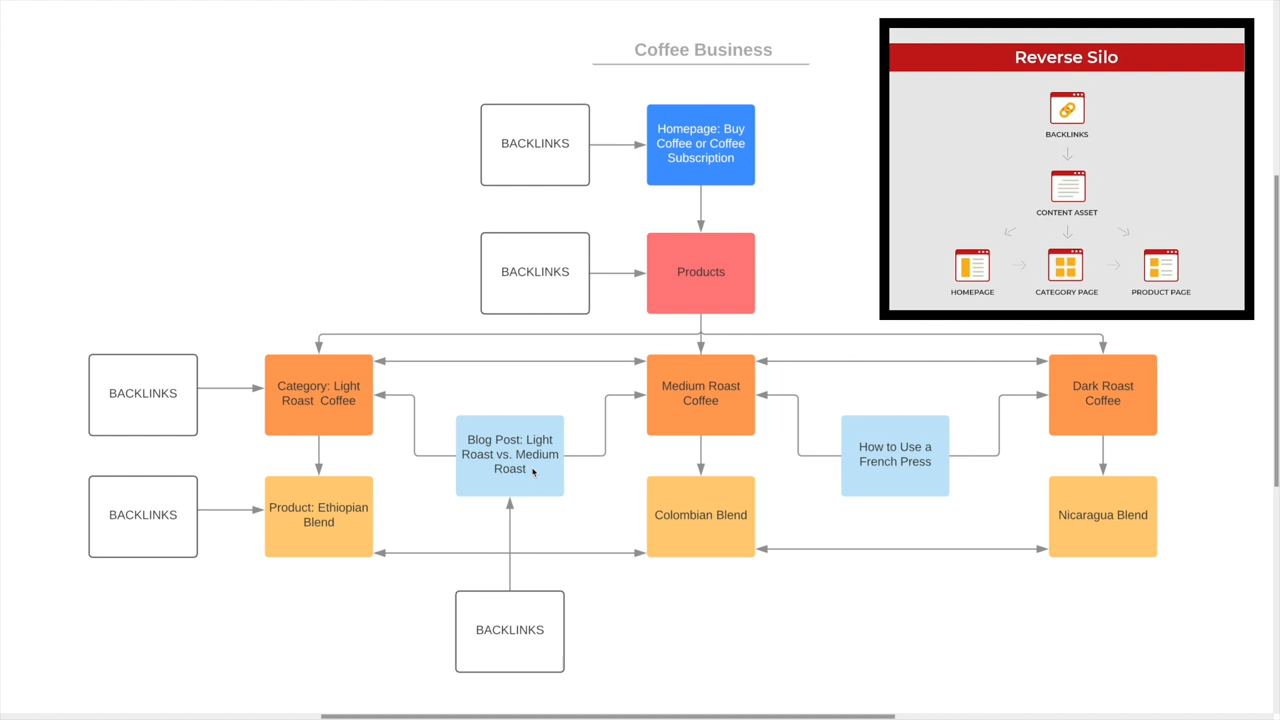 Coffee Business
Reverse Silo
BACKLINKS
CONTENT ASSET
HOMEPAGE
CATEGORY PAGE
PRODUCT PAGE
BACKLINKS
Homepage: Buy
Coffee or Coffee
Subscription
BACKLINKS
Products
BACKLINKS
Category: Light
Roast Coffee
Medium Roast
Coffee
Dark Roast
Coffee
Blog Post: Light
Roast vs. Medium
Roast
How to Use a
French Press
BACKLINKS
Product: Ethiopian
Blend
Colombian Blend
Nicaragua Blend
BACKLINKS